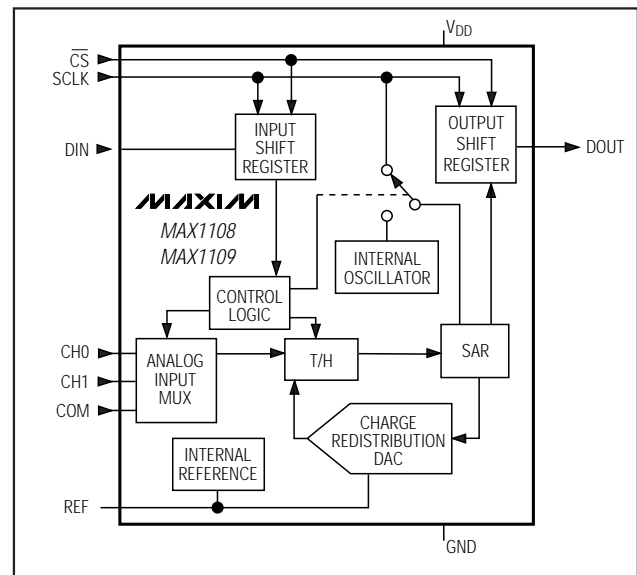 VDD
CS
SCLK
DIN
INPUT
SHIFT
REGISTER
OUTPUT
SHIFT
REGISTER
DOUT
MAXIM
MAX1108
MAX1109
INTERNAL
OSCILLATOR
CONTROL
LOGIC
CH0
CH1
COM
ANALOG
INPUT
MUX
T/H
SAR
CHARGE
REDISTRIBUTION
DAC
INTERNAL
REFERENCE
REF
GND